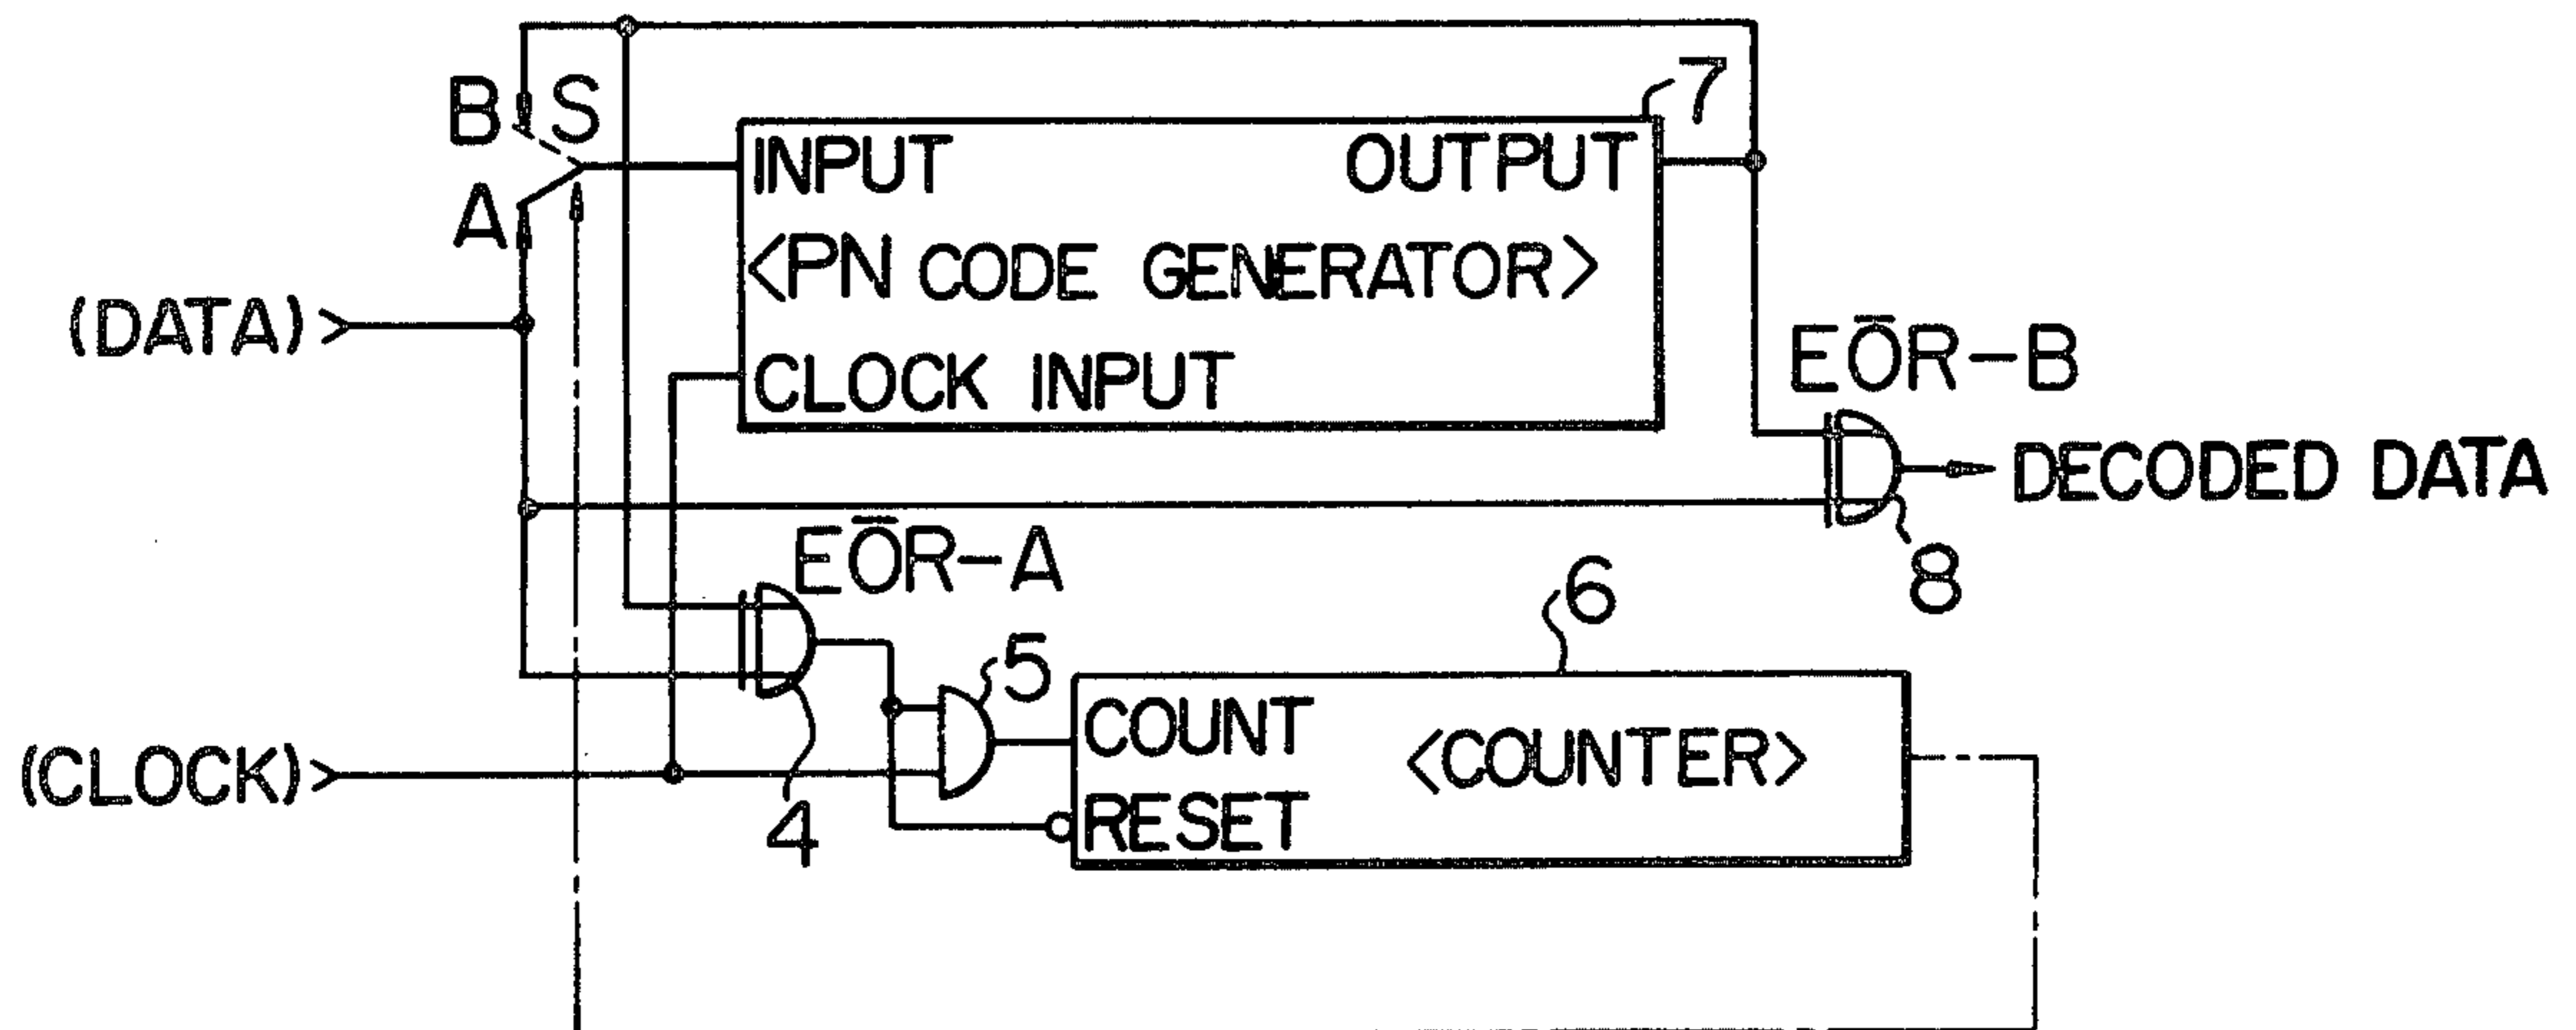 B S
7
INPUT OUTPUT
A
<PN CODE GENERATOR>
(DATA)
EŌR-B
CLOCK INPUT
DECODED DATA
EŌR-A
8
6
5
COUNT
<COUNTER>
(CLOCK)
4
RESET